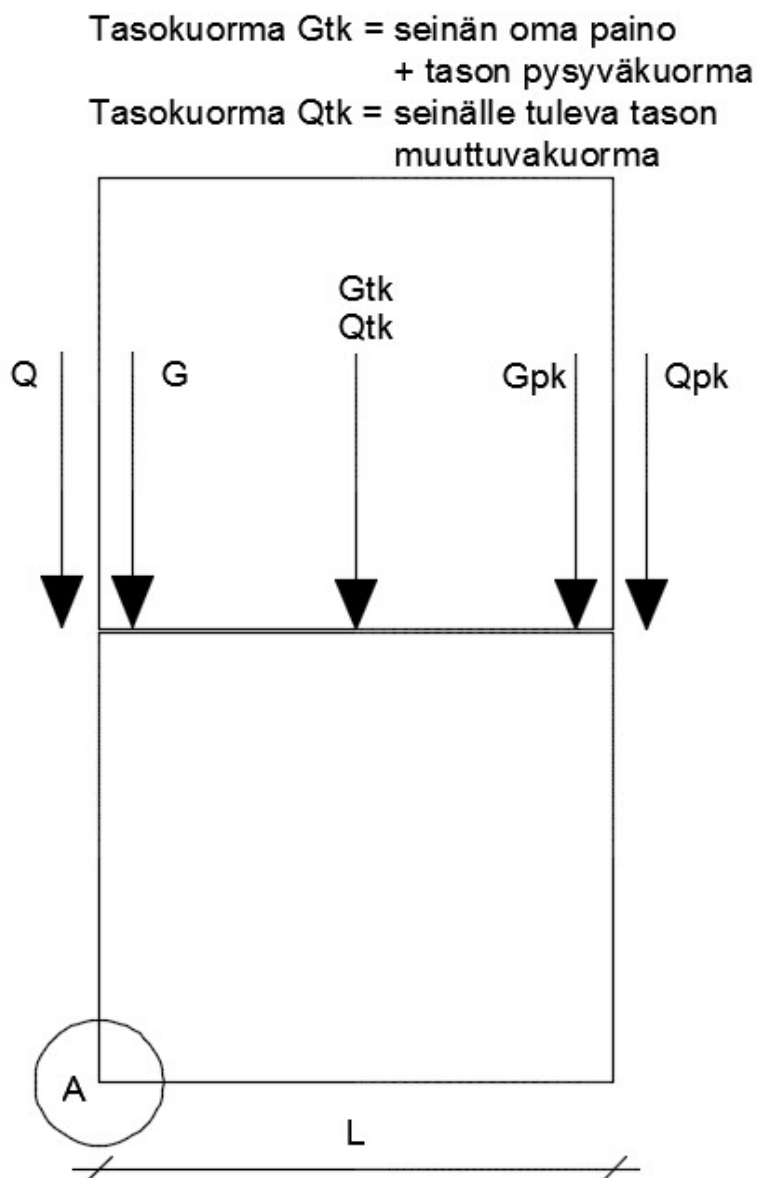 Tasokuorma Gtk = seinän oma paino
+ tason pysyväkuorma
Tasokuorma Qtk = seinälle tuleva tason
muuttuvakuorma
Gtk
Qtk
Q G Gpk Qpk
A
L